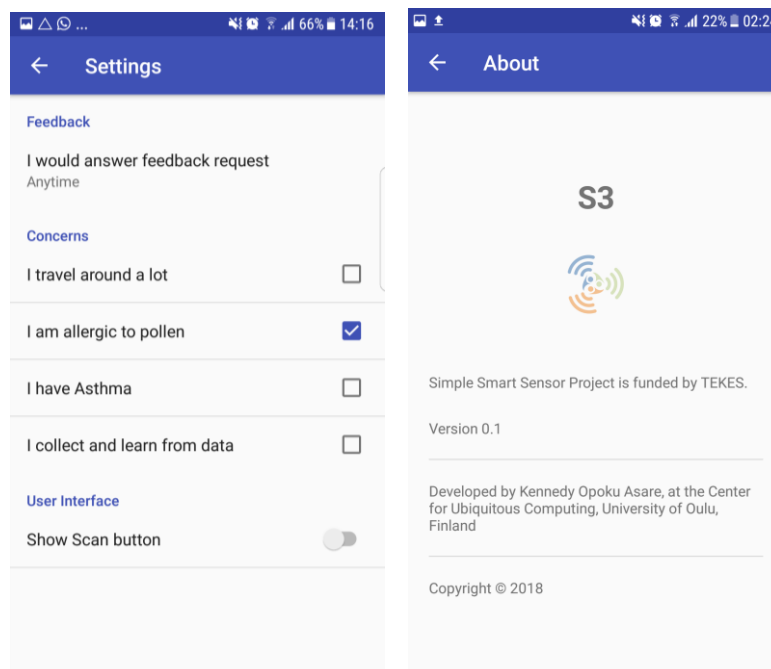 ... 66% 14:16
Settings
Feedback
I would answer feedback request
Anytime
Concerns
I travel around a lot
I am allergic to pollen
I have Asthma
I collect and learn from data
User Interface
Show Scan button
22% 02:2
About
S3
Simple Smart Sensor Project is funded by TEKES.
Version 0.1
Developed by Kennedy Opoku Asare, at the Center
for Ubiquitous Computing, University of Oulu,
Finland
Copyright © 2018